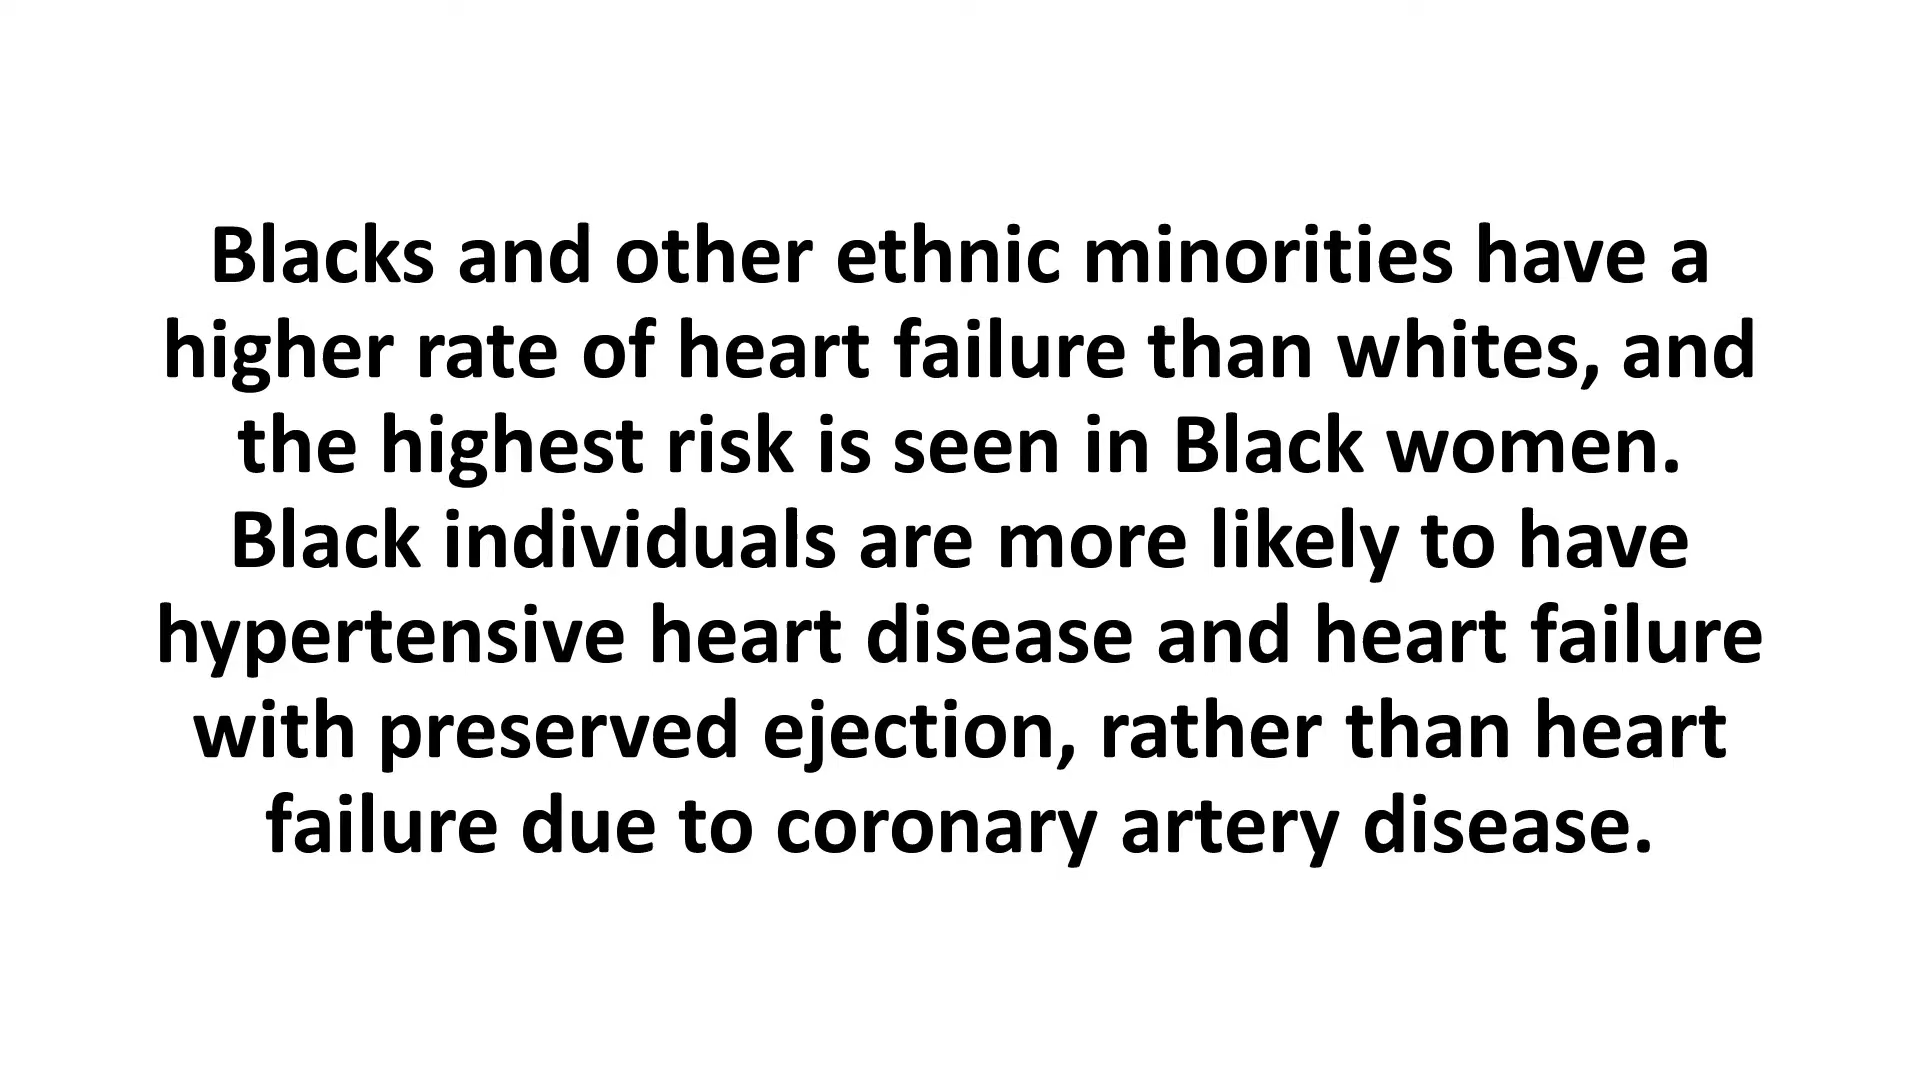 Blacks and other ethnic minorities have a
higher rate of heart failure than whites, and
the highest risk is seen in Black women.
Black individuals are more likely to have
hypertensive heart disease and heart failure
with preserved ejection, rather than heart
failure due to coronary artery disease.